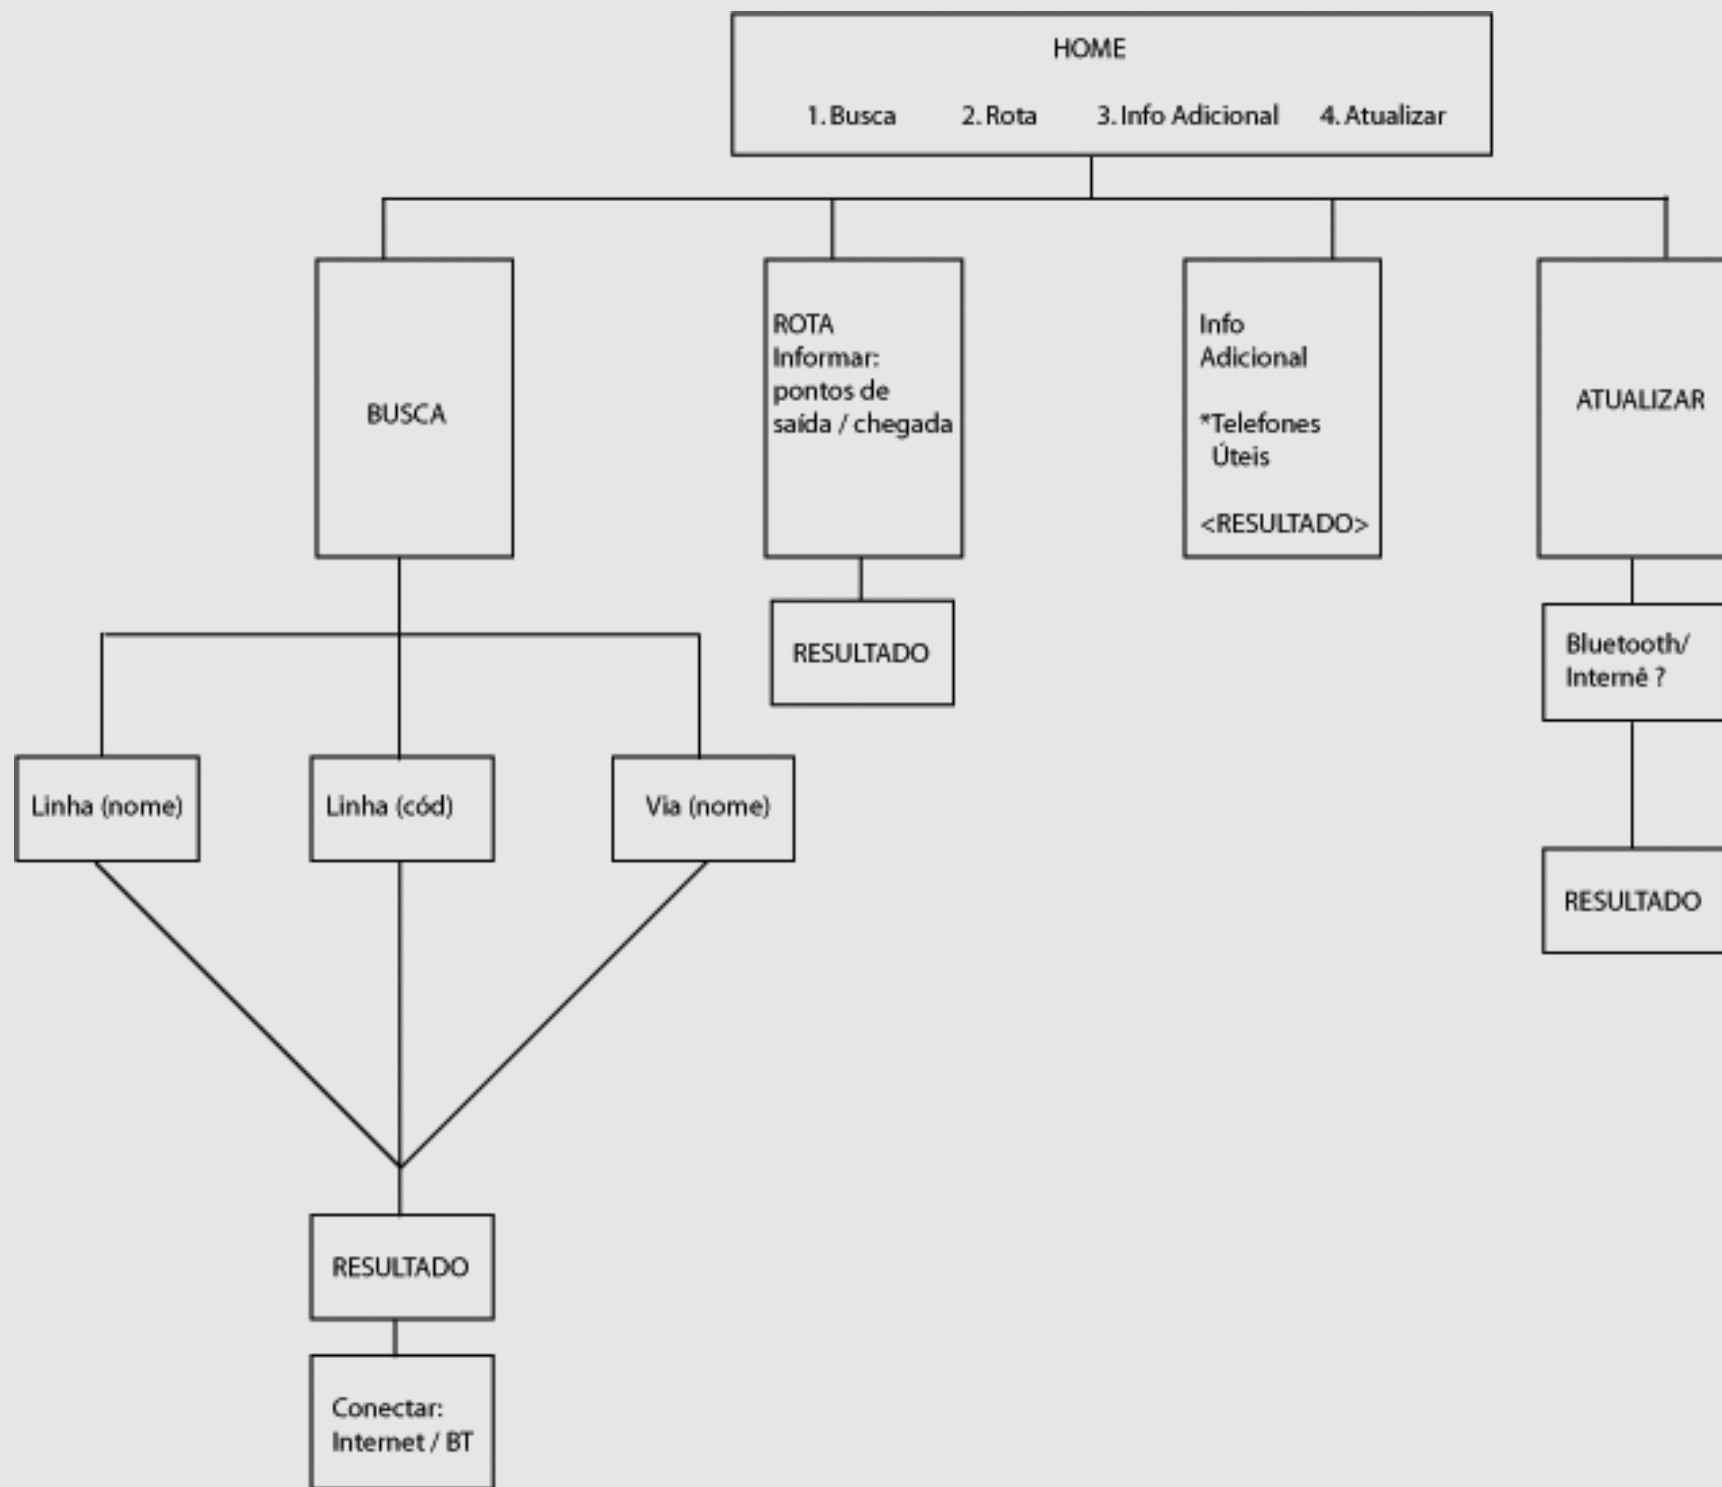 HOME
1. Busca 2. Rota 3. Info Adicional 4. Atualizar
BUSCA
ROTA
Informar:
pontos de
saída / chegada
Info
Adicional
*Telefones
Úteis
<RESULTADO>
ATUALIZAR
RESULTADO
Bluetooth/
Internê ?
Linha (nome)
Linha (cód)
Via (nome)
RESULTADO
RESULTADO
Conectar:
Internet / BT